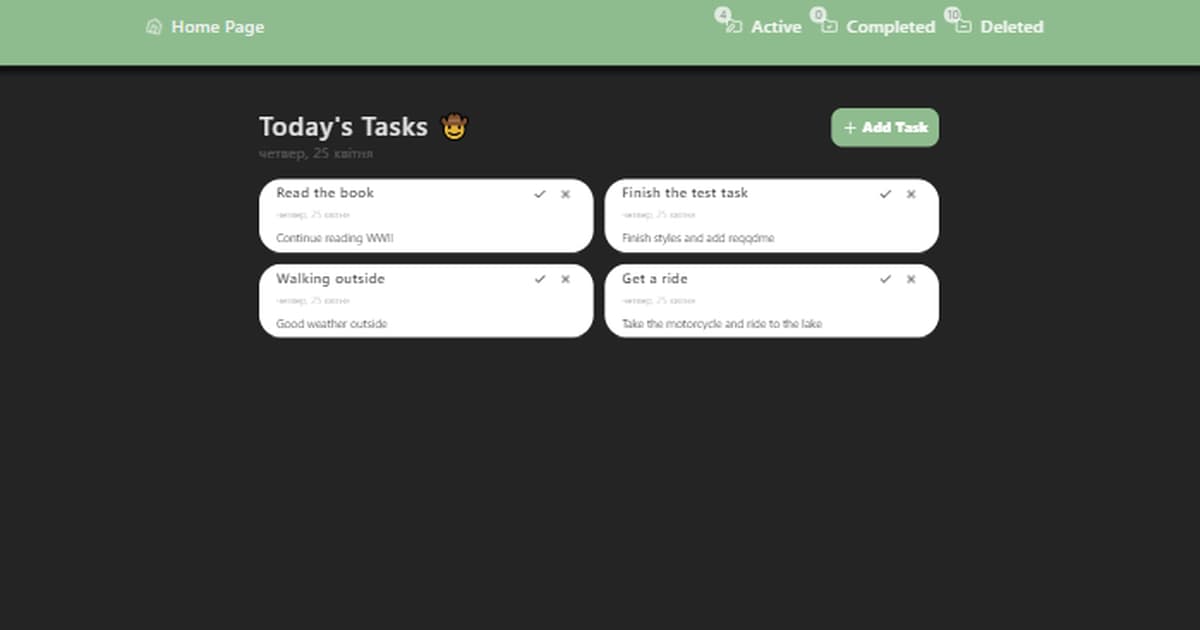 Home Page
4 Active 0 Completed 10 Deleted
Today's Tasks
+ Add Task
четвер, 25 квітня
Read the book
четвер, 25 квітня
Continue reading WWII
Finish the test task
четвер, 25 квітня
Finish styles and add reqqdme
Walking outside
четвер, 25 квітня
Good weather outside
Get a ride
четвер, 25 квітня
Take the motorcycle and ride to the lake